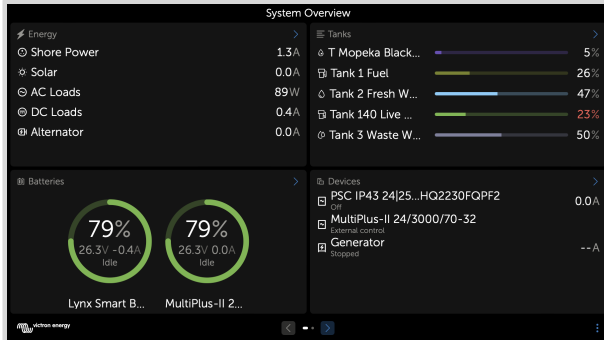 System Overview
Energy
Shore Power 1.3A
Solar 0.0A
AC Loads 89W
DC Loads 0.4A
Alternator 0.0A
Tanks
T Mopeka Black... 5%
Tank 1 Fuel 26%
Tank 2 Fresh W... 47%
Tank 140 Live ... 23%
Tank 3 Waste W... 50%
Batteries
79%
26.3V -0.4A
Idle
Lynx Smart B...
79%
26.3V 0.0A
Idle
MultiPlus-II 2...
Devices
PSC IP43 24|25...HQ2230FQPF2 0.0A
Off
MultiPlus-II 24/3000/70-32
External control
Generator --A
Stopped
victron energy